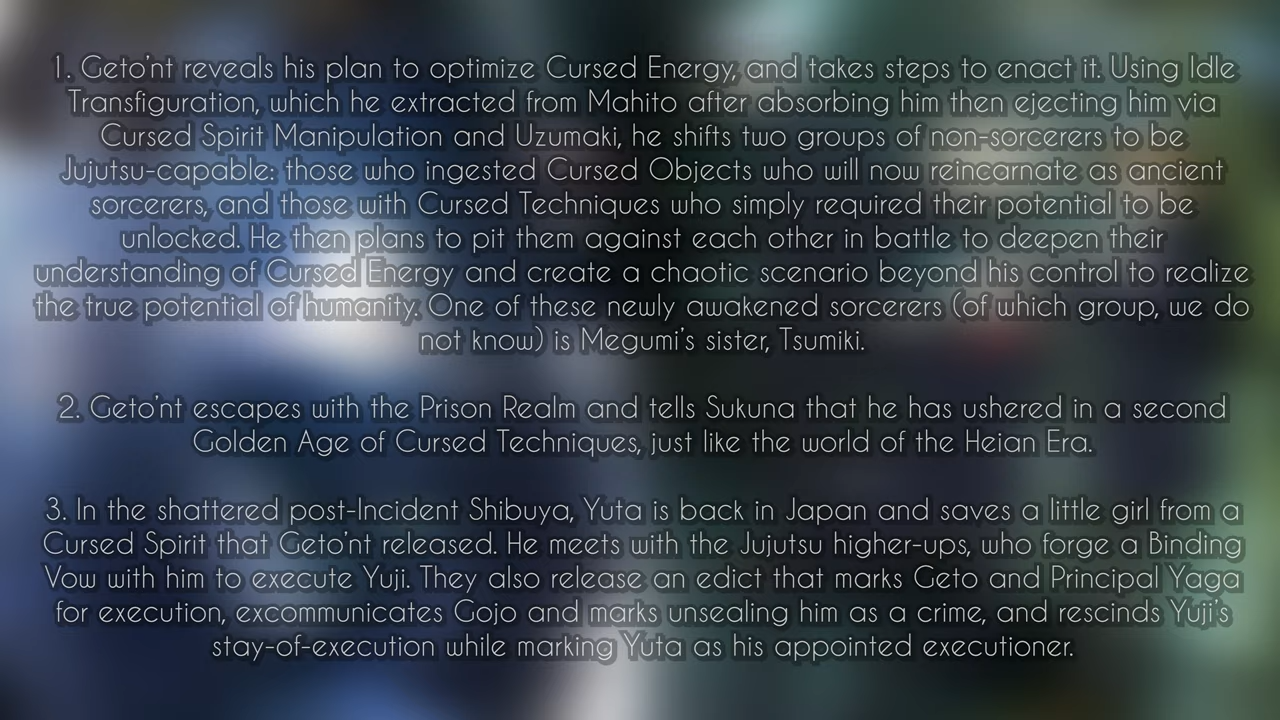 1. Geto'nt reveals his plan to optimize Cursed Energy, and takes steps to enact it. Using Idle
Transfiguration, which he extracted from Mahito after absorbing him then ejecting him via
Cursed Spirit Manipulation and Uzumaki, he shifts two groups of non-sorcerers to be
Jujutsu-capable: those who ingested Cursed Objects who will now reincarnate as ancient
sorcerers, and those with Cursed Techniques who simply required their potential to be
unlocked. He then plans to pit them against each other in battle to deepen their
understanding of Cursed Energy and create a chaotic scenario beyond his control to realize
the true potential of humanity. One of these newly awakened sorcerers (of which group, we do
not know) is Megumi's sister, Tsumiki.
2. Geto'nt escapes with the Prison Realm and tells Sukuna that he has ushered in a second
Golden Age of Cursed Techniques, just like the world of the Heian Era.
3. In the shattered post-Incident Shibuya, Yuta is back in Japan and saves a little girl from a
Cursed Spirit that Geto'nt released. He meets with the Jujutsu higher-ups, who forge a Binding
Vow with him to execute Yuji. They also release an edict that marks Geto and Principal Yaga
for execution, excommunicates Gojo and marks unsealing him as a crime, and rescinds Yuji's
stay-of-execution while marking Yuta as his appointed executioner.